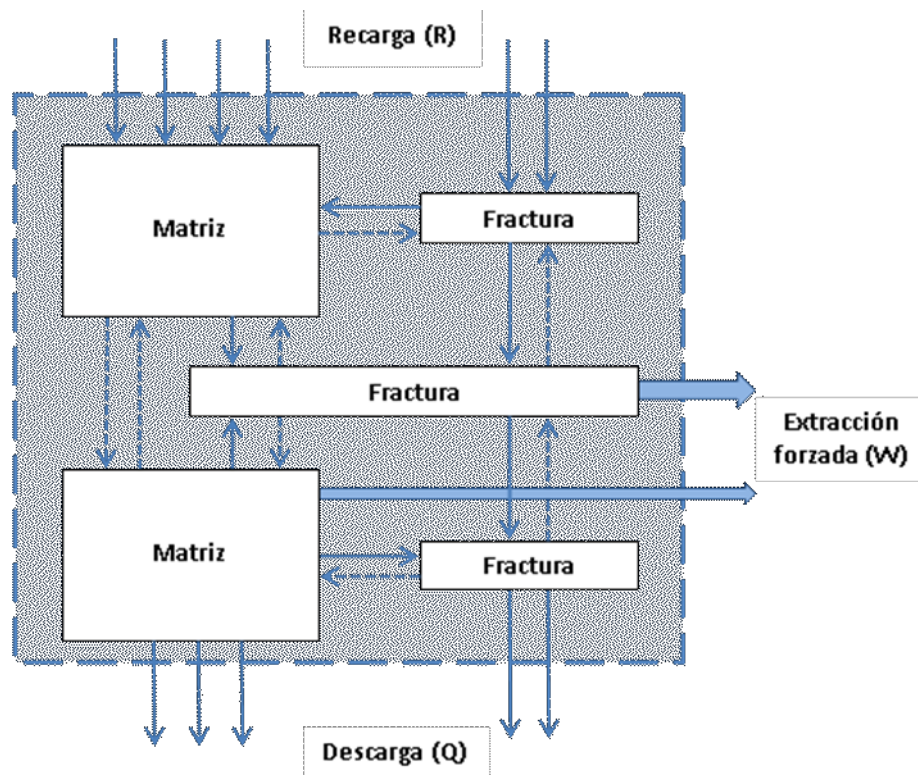 Recarga (R)
Matriz
Fractura
Fractura
Extracción
forzada (W)
Matriz
Fractura
Descarga (Q)